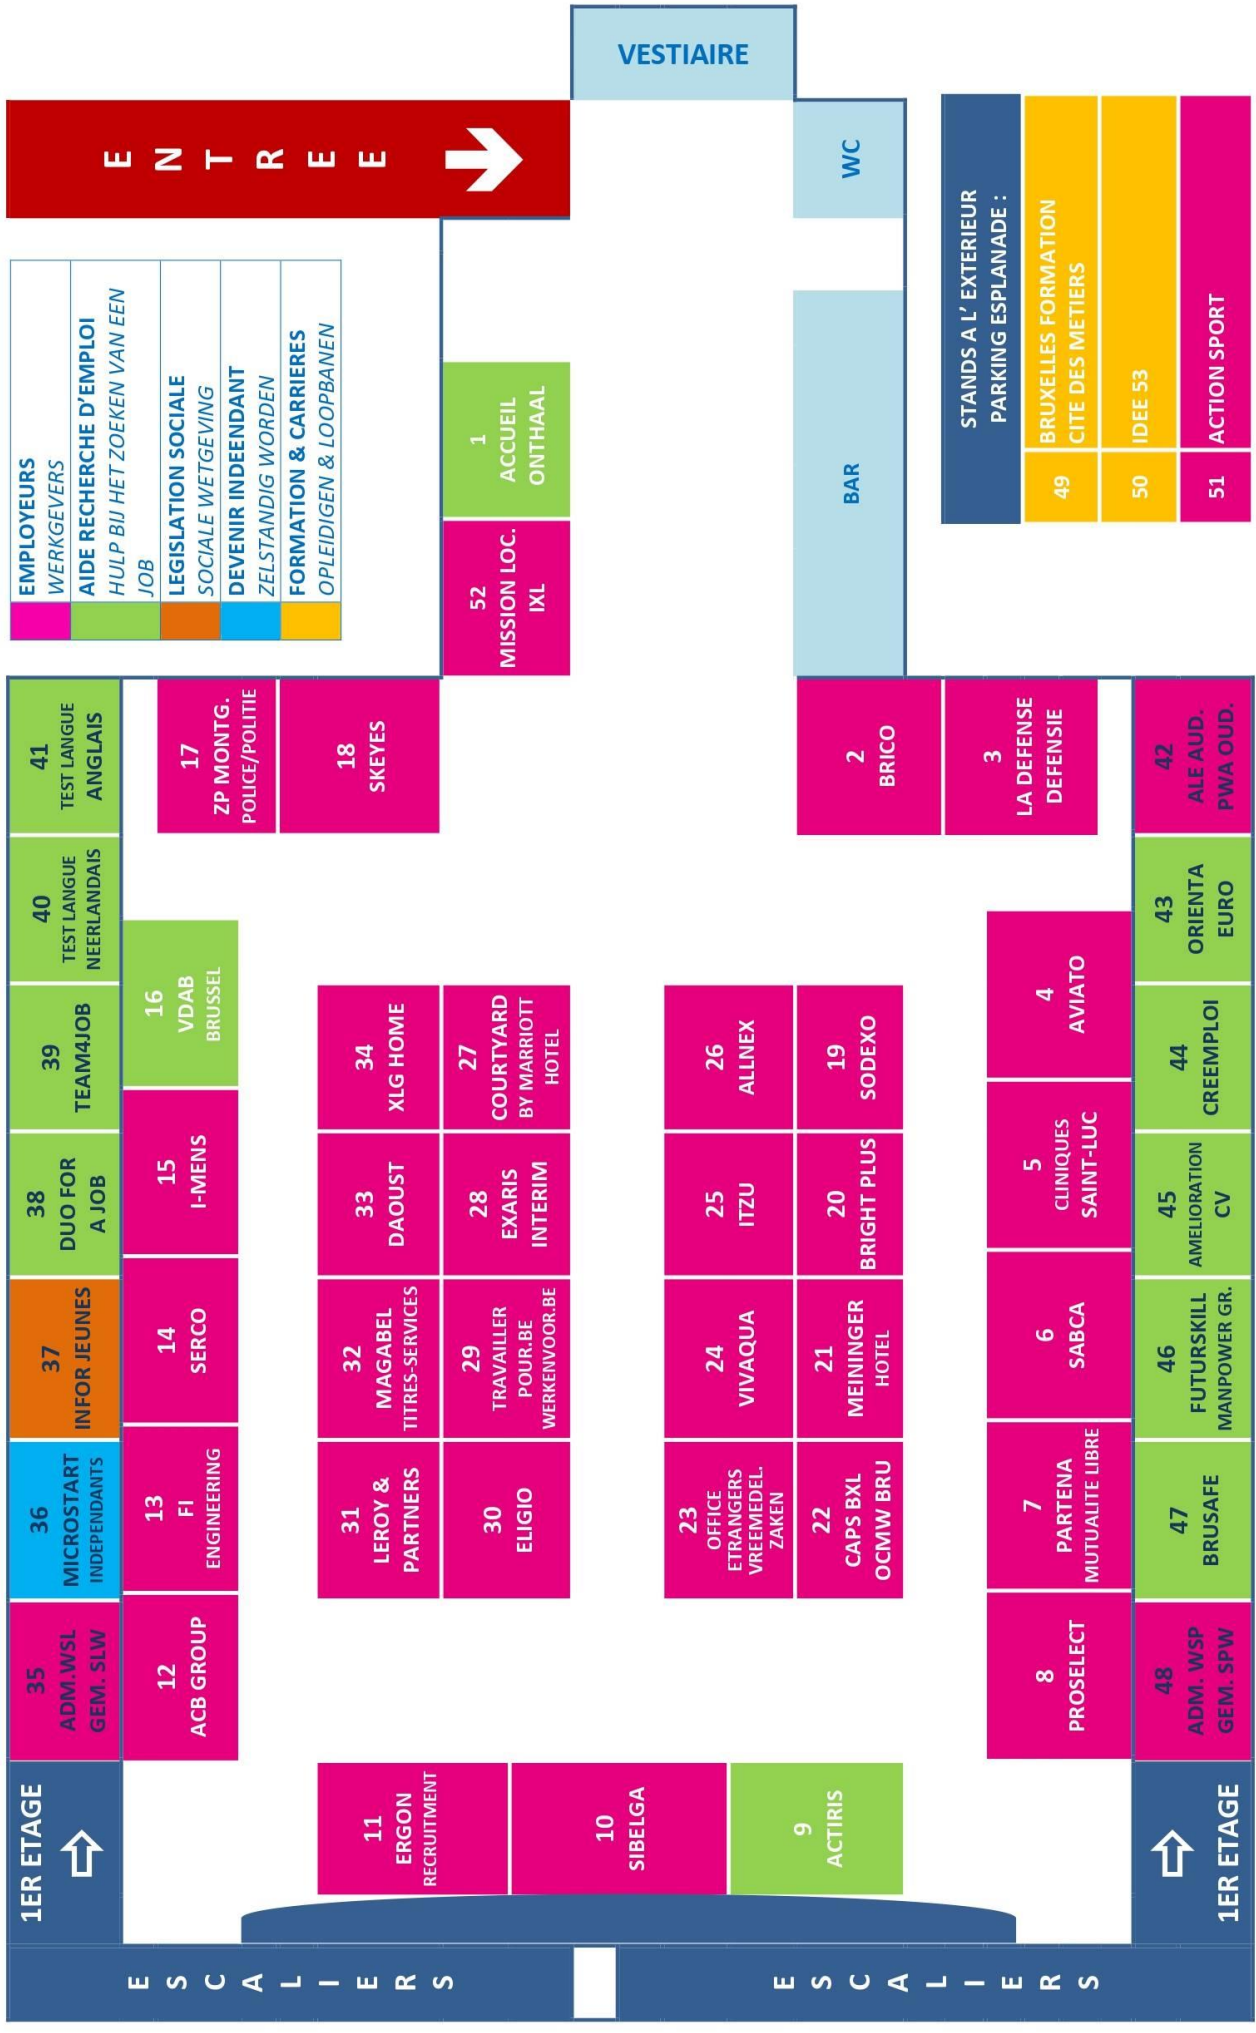 VESTIAIRE
ENTREE
WC
BAR
EMPLOYEURS
WERKGEVERS
AIDE RECHERCHE D'EMPLOI
HULP BIJ HET ZOEKEN VAN EEN
JOB
LEGISLATION SOCIALE
SOCIALE WETGEVING
DEVENIR INDEENDANT
ZELSTANDIG WORDEN
FORMATION & CARRIERES
OPLEIDIGEN & LOOPBANEN
STANDS A L' EXTERIEUR
PARKING ESPLANADE :
49
BRUXELLES FORMATION
CITE DES METIERS
50
IDEE 53
51
ACTION SPORT
1
ACCUEIL
ONTHAAL
52
MISSION LOC.
IXL
41
TEST LANGUE
ANGLAIS
40
TEST LANGUE
NEERLANDAIS
39
TEAM4JOB
38
DUO FOR
A JOB
37
INFOR JEUNES
36
MICROSTART
INDEPENDANTS
35
ADM.WSL
GEM. SLW
1ER ETAGE
17
ZP MONTG.
POLICE/POLITIE
18
SKEYES
16
VDAB
BRUSSEL
15
I-MENS
14
SERCO
13
FI
ENGINEERING
12
ACB GROUP
34
XLG HOME
33
DAOUST
32
MAGABEL
TITRES-SERVICES
31
LEROY &
PARTNERS
27
COURTYARD
BY MARRIOTT
HOTEL
28
EXARIS
INTERIM
29
TRAVAILLER
POUR.BE
WERKENVOOR.BE
30
ELIGIO
26
ALLNEX
25
ITZU
24
VIVAQUA
23
OFFICE
ETRANGERS
VREEMEDEL.
ZAKEN
19
SODEXO
20
BRIGHT PLUS
21
MEININGER
HOTEL
22
CAPS BXL
OCMW BRU
2
BRICO
3
LA DEFENSE
DEFENSIE
4
AVIATO
5
CLINIQUES
SAINT-LUC
6
SABCA
7
PARTENA
MUTUALITE LIBRE
8
PROSELECT
42
ALE AUD.
PWA OUD.
43
ORIENTA
EURO
44
CREEMPLOI
45
AMELIORATION
CV
46
FUTURSKILL
MANPOWER GR.
47
BRUSAFE
48
ADM. WSP
GEM. SPW
1ER ETAGE
11
ERGON
RECRUITMENT
10
SIBELGA
9
ACTIRIS
ESCALIERS
ESCALIERS